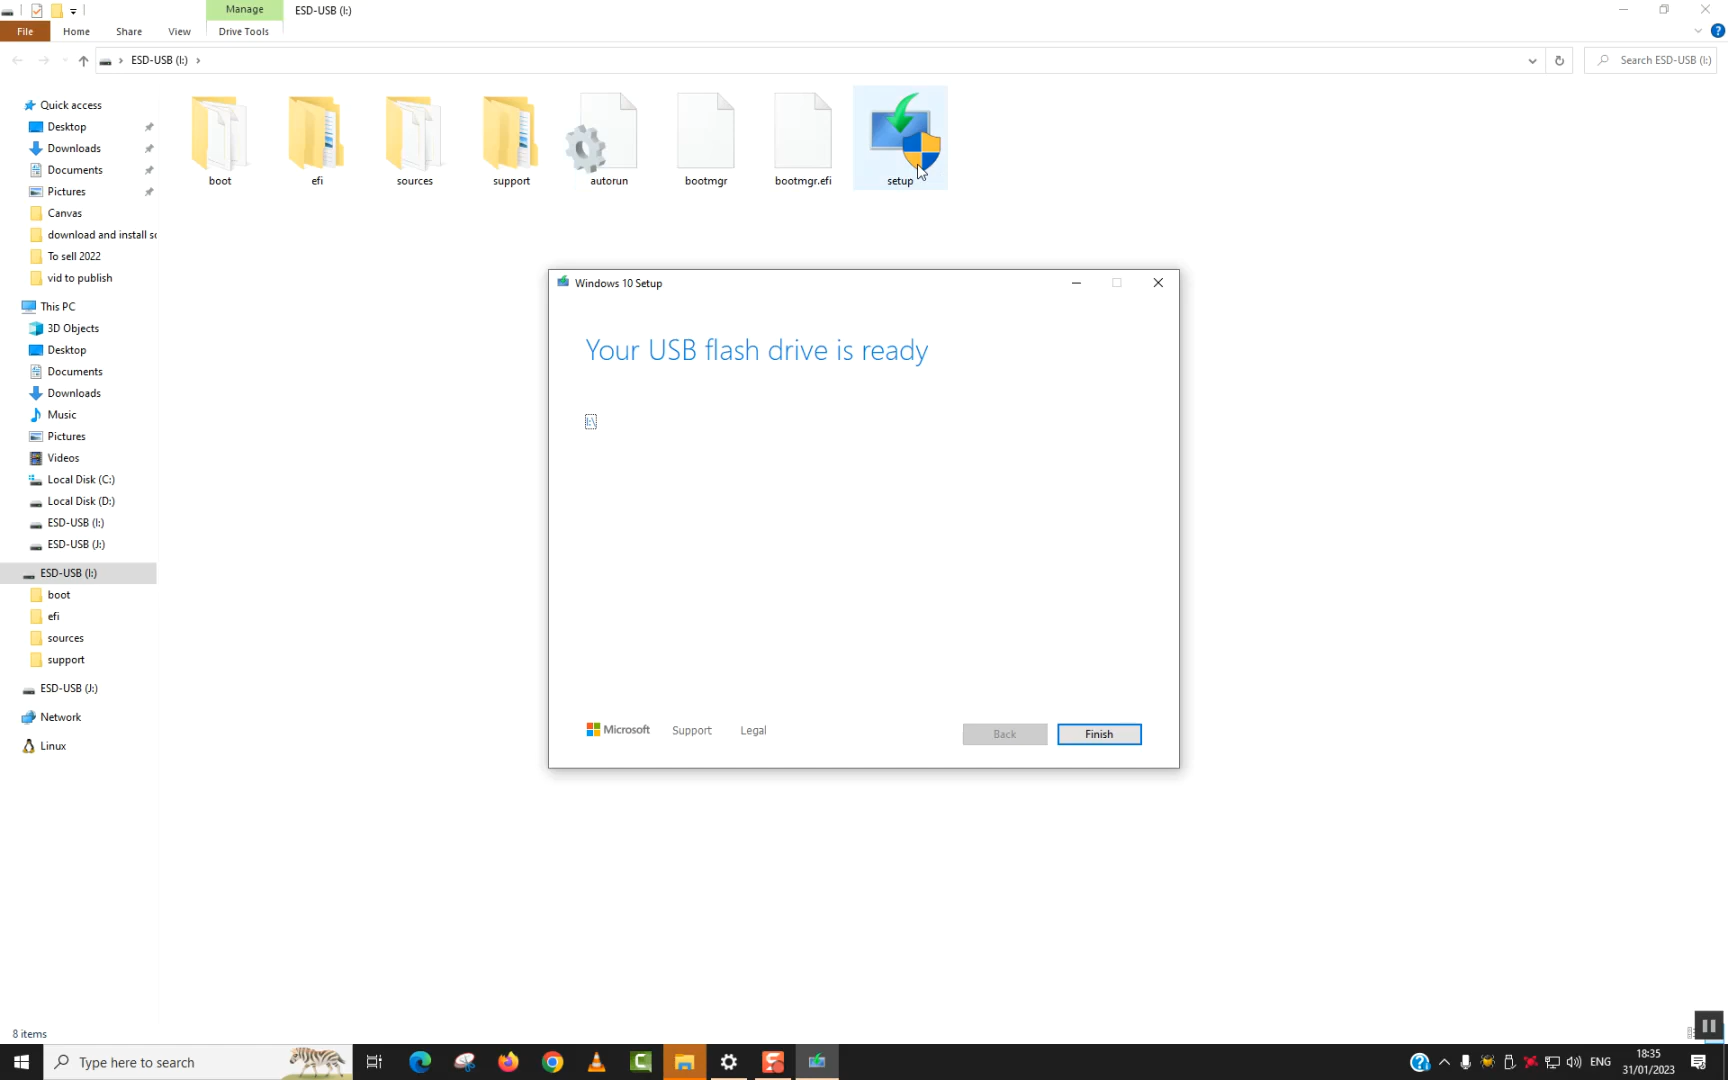 Manage
ESD-USB (I:)
File
Home
Share
View
Drive Tools
ESD-USB (I:)
Search ESD-USB (I:)
Quick access
Desktop
Downloads
Documents
Pictures
Canvas
download and install sc
To sell 2022
vid to publish
This PC
3D Objects
Desktop
Documents
Downloads
Music
Pictures
Videos
Local Disk (C:)
Local Disk (D:)
ESD-USB (I:)
ESD-USB (J:)
ESD-USB (I:)
boot
efi
sources
support
ESD-USB (J:)
Network
Linux
boot
efi
sources
support
autorun
bootmgr
bootmgr.efi
setup
Windows 10 Setup
Your USB flash drive is ready
I:\
Microsoft
Support
Legal
Back
Finish
8 items
Type here to search
ENG
18:35
31/01/2023